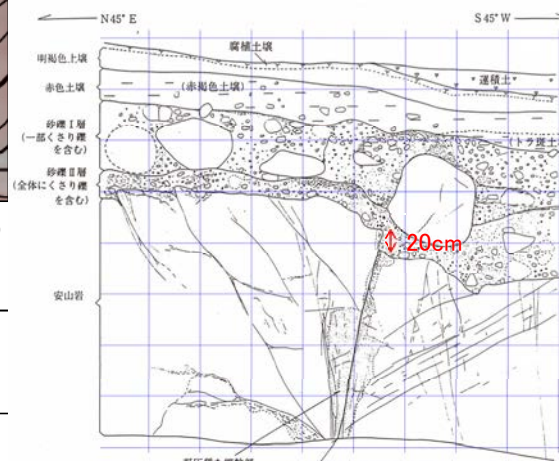 N45°E
S45°W
腐植土壌
明褐色土壌
運積土
赤色土壌
(赤褐色土壌)
砂礫Ⅰ層
(一部くさり礫
を含む)
(トラ斑土
砂礫Ⅱ層
(全体にくさり礫
を含む)
20cm
安山岩